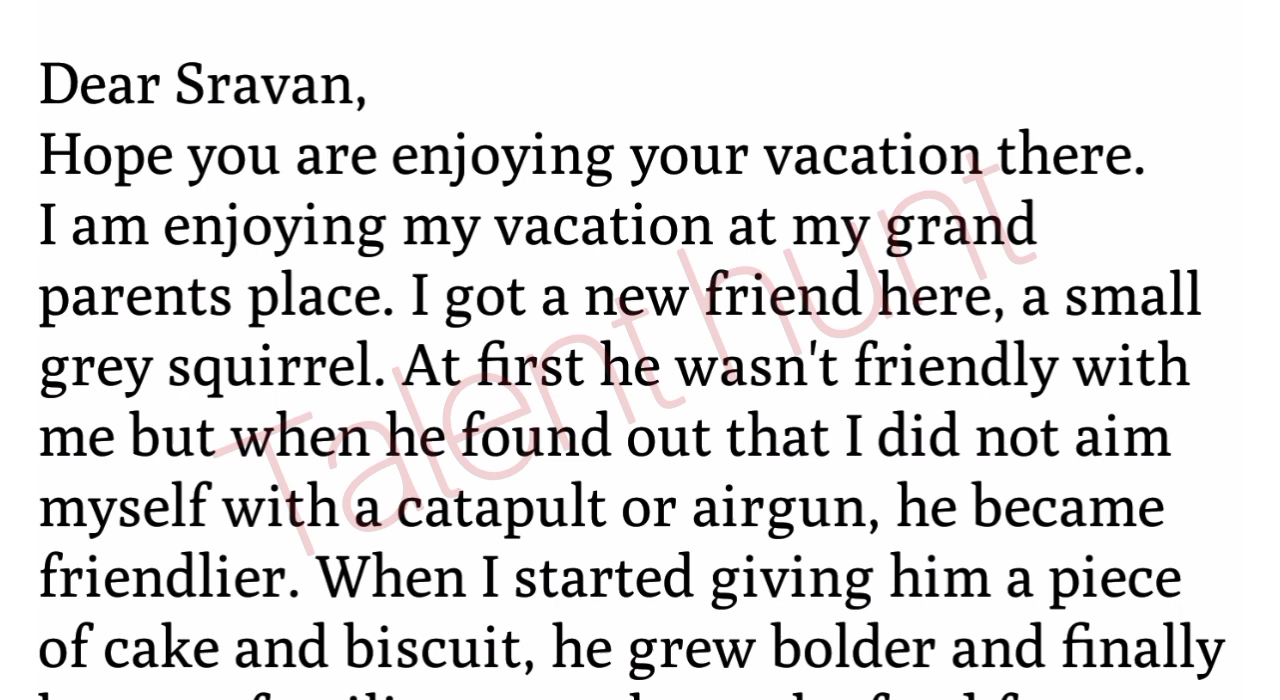 Dear Sravan,
Hope you are enjoying your vacation there.
I am enjoying my vacation at my grand
parents place. I got a new friend here, a small
grey squirrel. At first he wasn't friendly with
me but when he found out that I did not aim
myself with a catapult or airgun, he became
friendlier. When I started giving him a piece
of cake and biscuit, he grew bolder and finally
Talent hunt